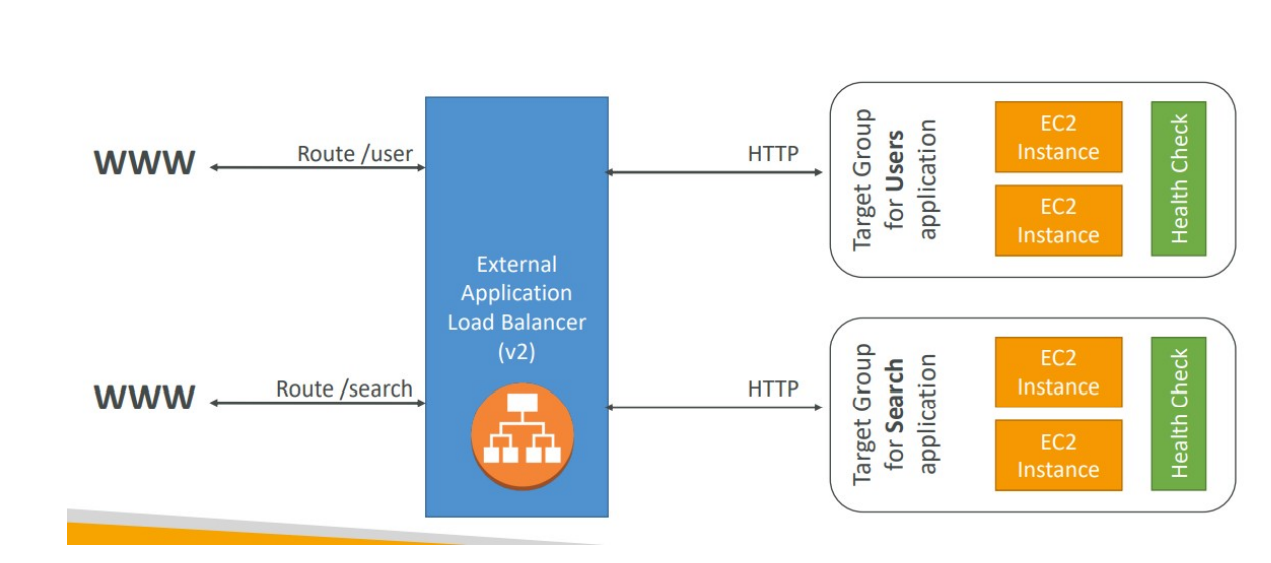 WWW
Route /user
HTTP
Target Group
for Users
application
EC2
Instance
EC2
Instance
Health Check
External
Application
Load Balancer
(v2)
WWW
Route /search
HTTP
Target Group
for Search
application
EC2
Instance
EC2
Instance
Health Check